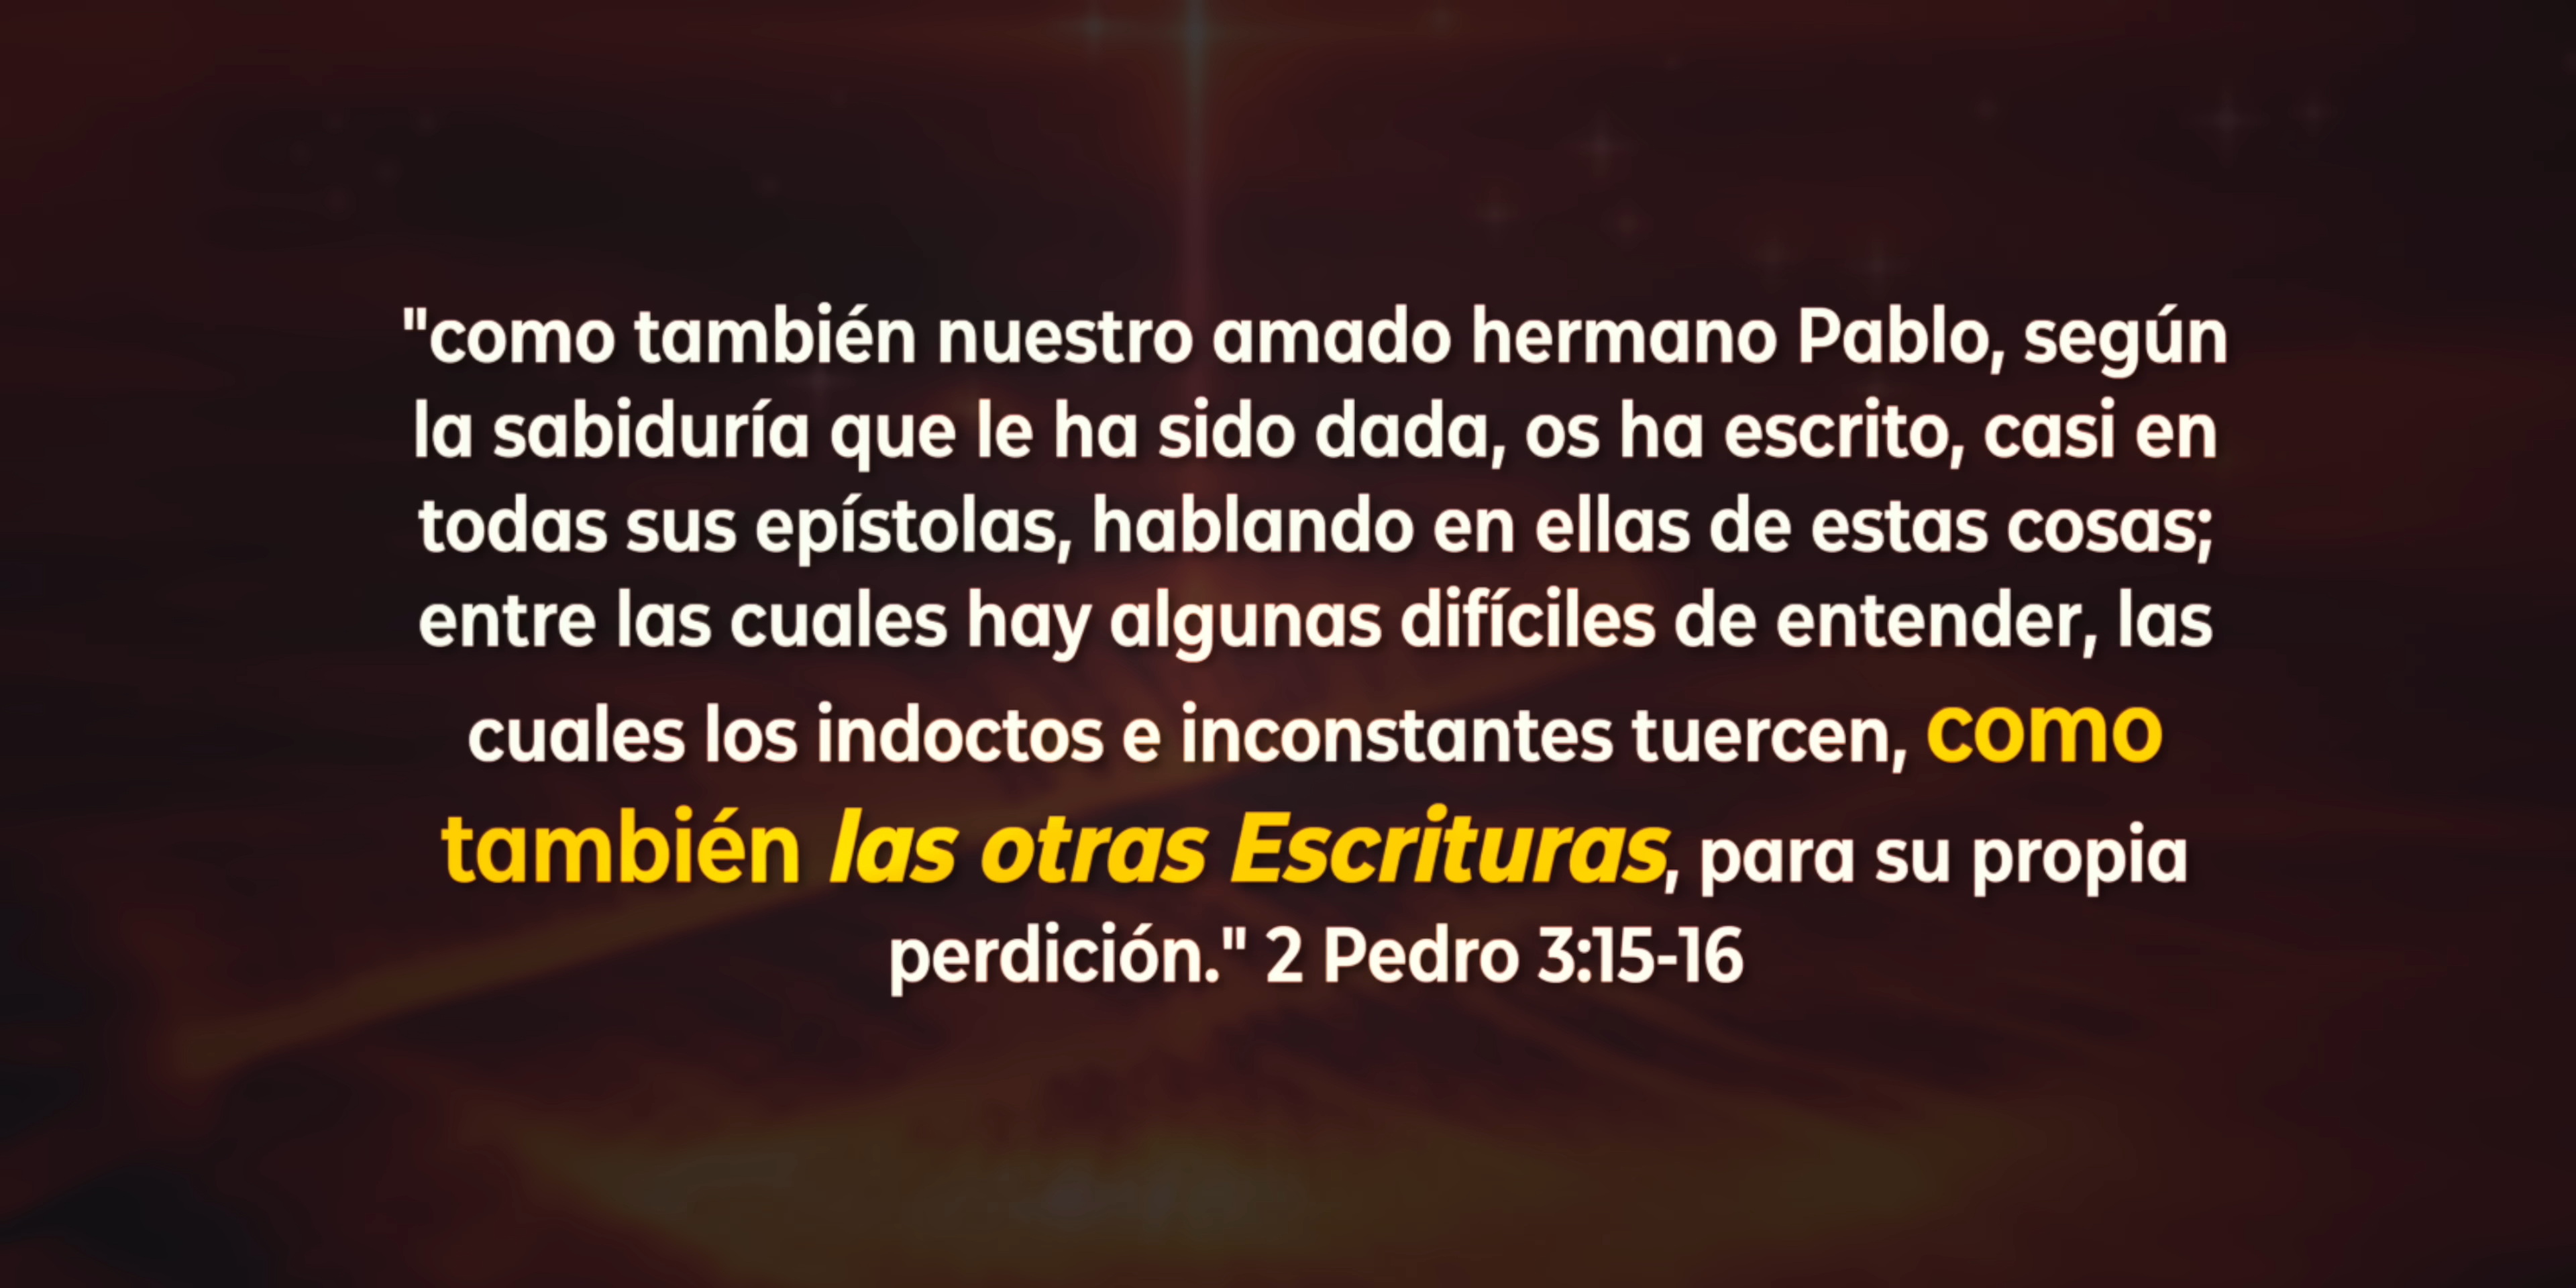 "como también nuestro amado hermano Pablo, según
la sabiduría que le ha sido dada, os ha escrito, casi en
todas sus epístolas, hablando en ellas de estas cosas;
entre las cuales hay algunas difíciles de entender, las
cuales los indoctos e inconstantes tuercen, como
también las otras Escrituras, para su propia
perdición." 2 Pedro 3:15-16